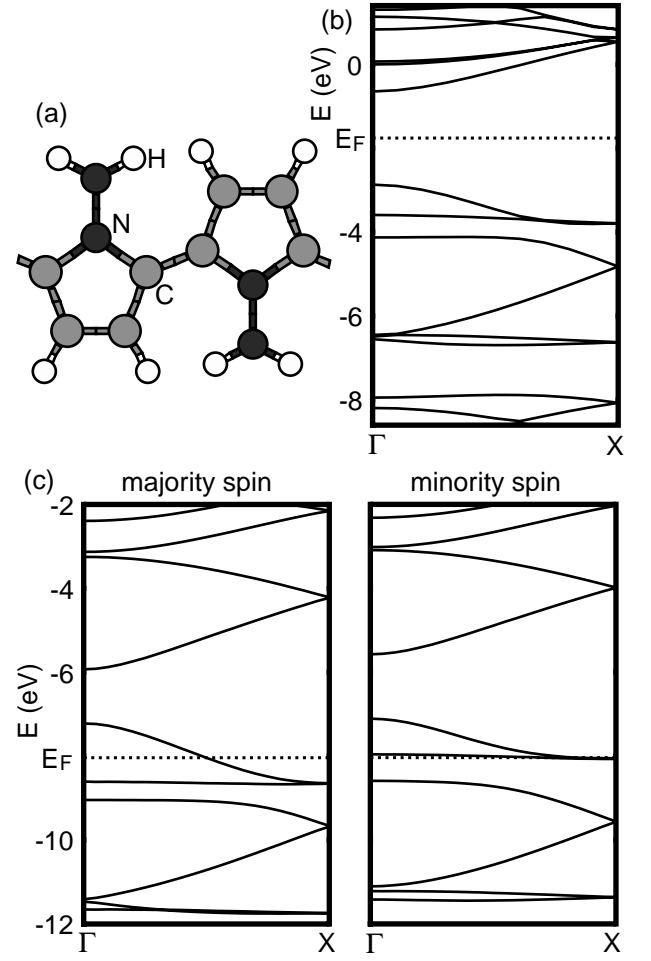 (a)
H
N
C
(b)
E (eV)
0
EF
-4
-6
-8
Γ
X
(c)
majority spin
minority spin
E (eV)
-2
-4
-6
EF
-10
-12
Γ
X
Γ
X